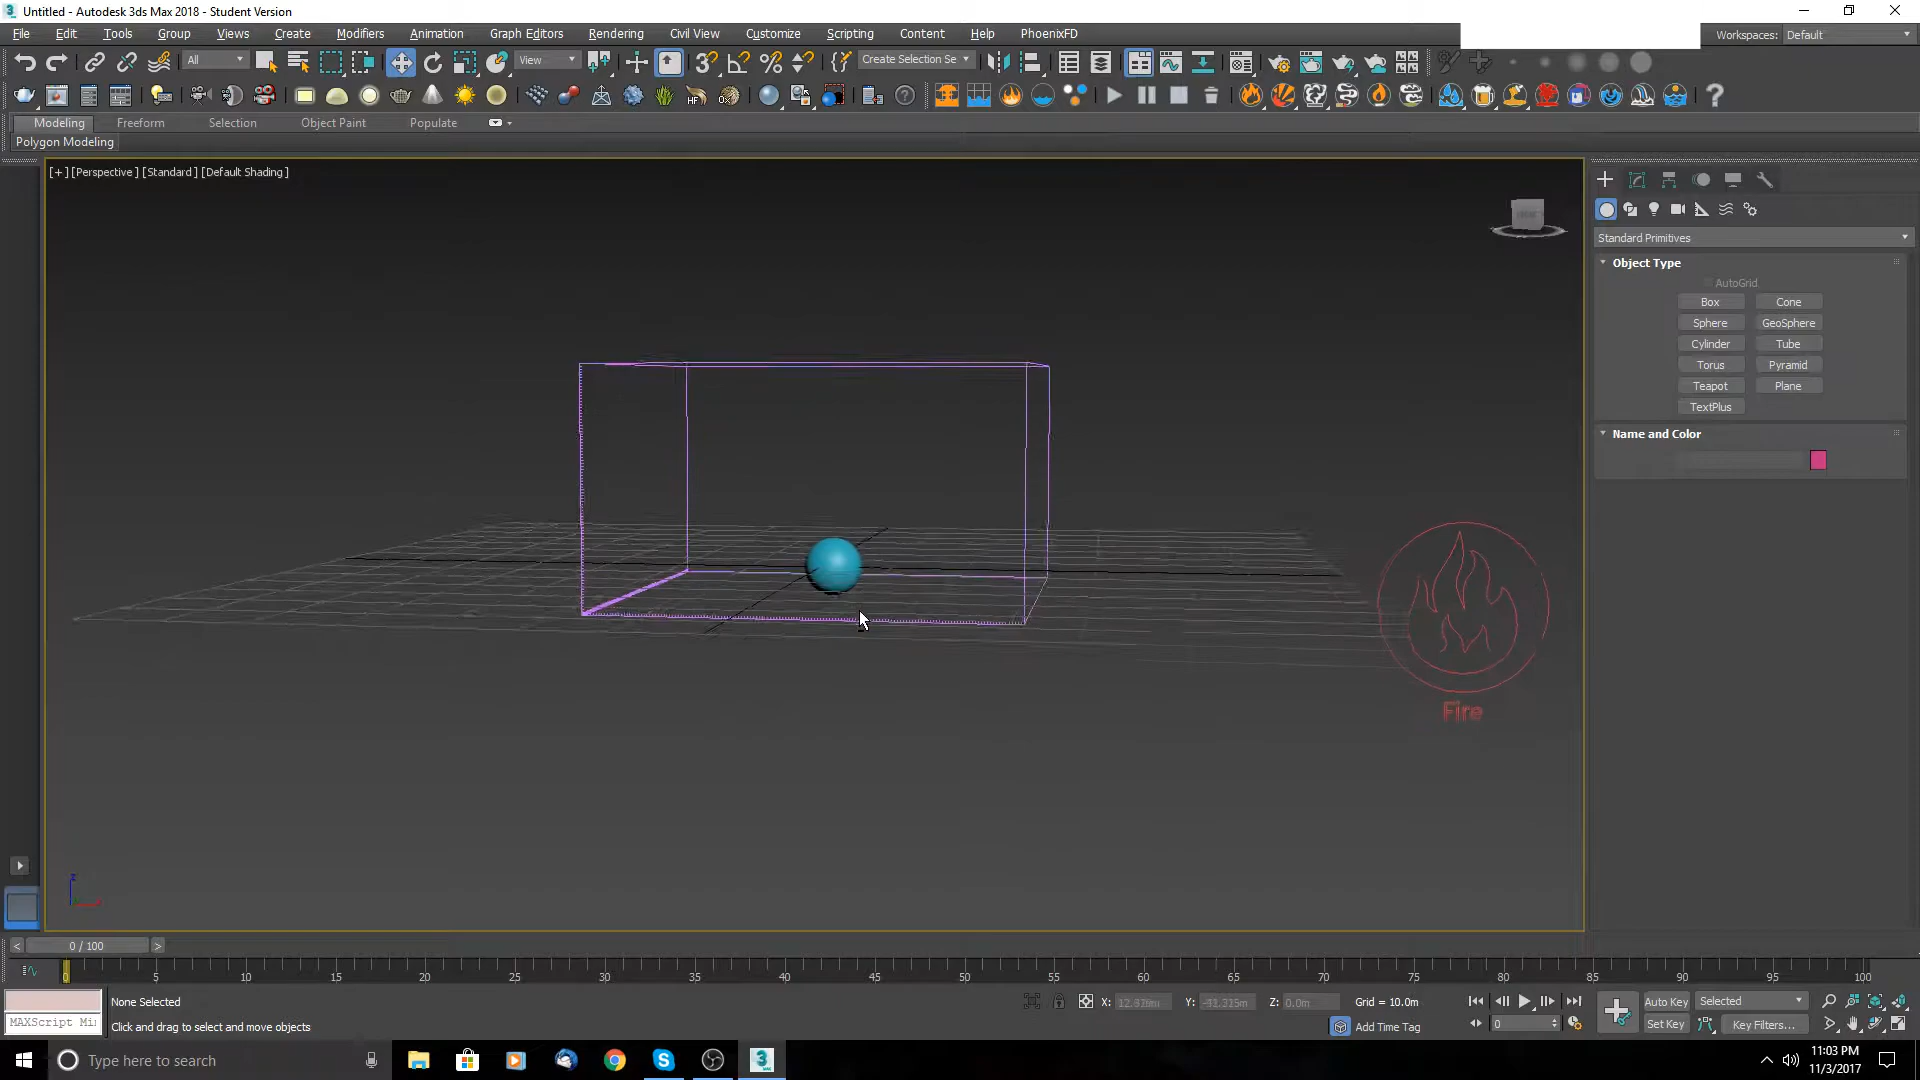 Untitled - Autodesk 3ds Max 2018 - Student Version
File Edit Tools Group Views Create Modifiers Animation Graph Editors Rendering Civil View Customize Scripting Content Help PhoenixFD Workspaces: Default
All View Create Selection Se
Modeling Freeform Selection Object Paint Populate
Polygon Modeling
[+] [Perspective] [Standard] [Default Shading]
Standard Primitives
Object Type
AutoGrid
Box Cone
Sphere GeoSphere
Cylinder Tube
Torus Pyramid
Teapot Plane
TextPlus
Name and Color
Fire
z
< 0 / 100 >
0 5 10 15 20 25 30 35 40 45 50 55 60 65 70 75 80 85 90 95 100
None Selected X: Y: Z: 0.0m Grid = 10.0m Auto Key Selected
MAXScript Mi Click and drag to select and move objects Add Time Tag 0 Set Key Key Filters...
Type here to search
11:03 PM
11/3/2017